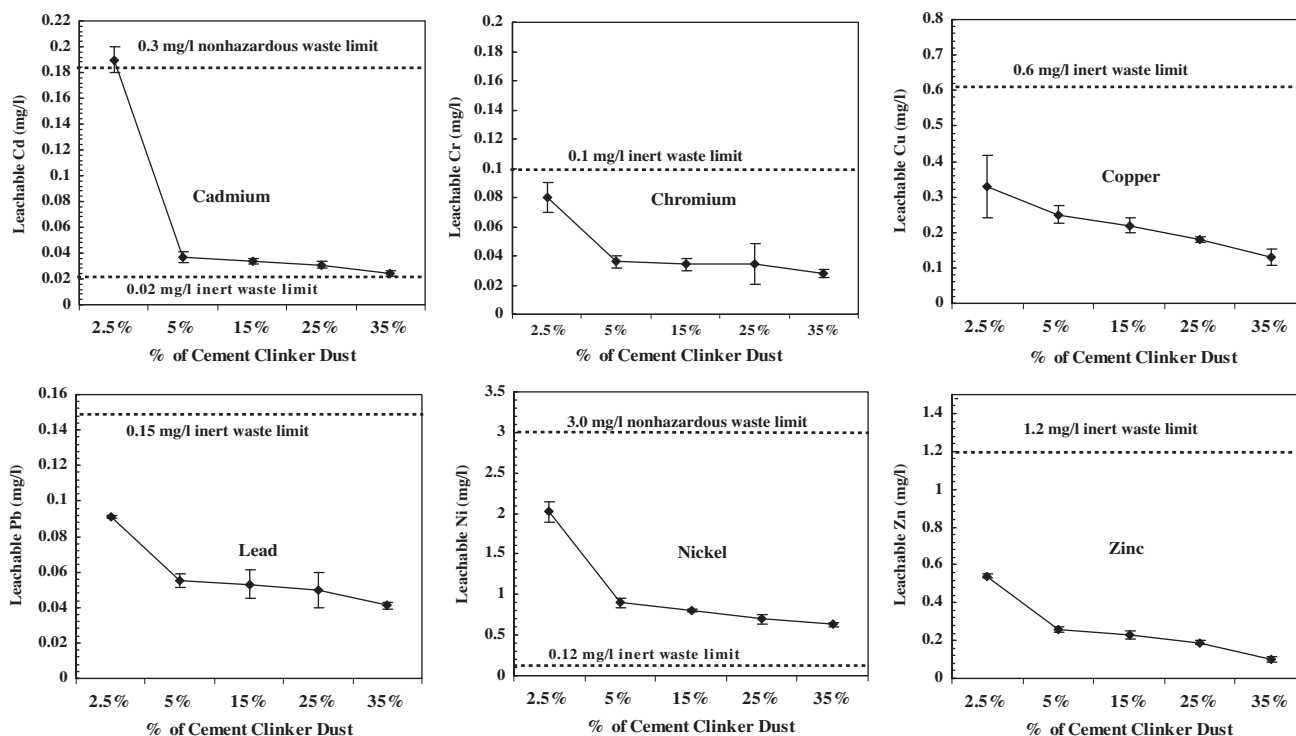 0.22
0.2
0.18
0.16
0.14
0.12
0.1
0.08
0.06
0.04
0.02
0
Leachable Cd (mg/l)
0.3 mg/l nonhazardous waste limit
Cadmium
0.02 mg/l inert waste limit
2.5% 5% 15% 25% 35%
% of Cement Clinker Dust
0.2
0.18
0.16
0.14
0.12
0.1
0.08
0.06
0.04
0.02
0
Leachable Cr (mg/l)
0.1 mg/l inert waste limit
Chromium
2.5% 5% 15% 25% 35%
% of Cement Clinker Dust
0.8
0.7
0.6
0.5
0.4
0.3
0.2
0.1
0
Leachable Cu (mg/l)
0.6 mg/l inert waste limit
Copper
2.5% 5% 15% 25% 35%
% of Cement Clinker Dust
0.16
0.14
0.12
0.1
0.08
0.06
0.04
0.02
0
Leachable Pb (mg/l)
0.15 mg/l inert waste limit
Lead
2.5% 5% 15% 25% 35%
% of Cement Clinker Dust
3.5
3
2.5
2
1.5
1
0.5
0
Leachable Ni (mg/l)
3.0 mg/l nonhazardous waste limit
Nickel
0.12 mg/l inert waste limit
2.5% 5% 15% 25% 35%
% of Cement Clinker Dust
1.4
1.2
1
0.8
0.6
0.4
0.2
0
Leachable Zn (mg/l)
1.2 mg/l inert waste limit
Zinc
2.5% 5% 15% 25% 35%
% of Cement Clinker Dust